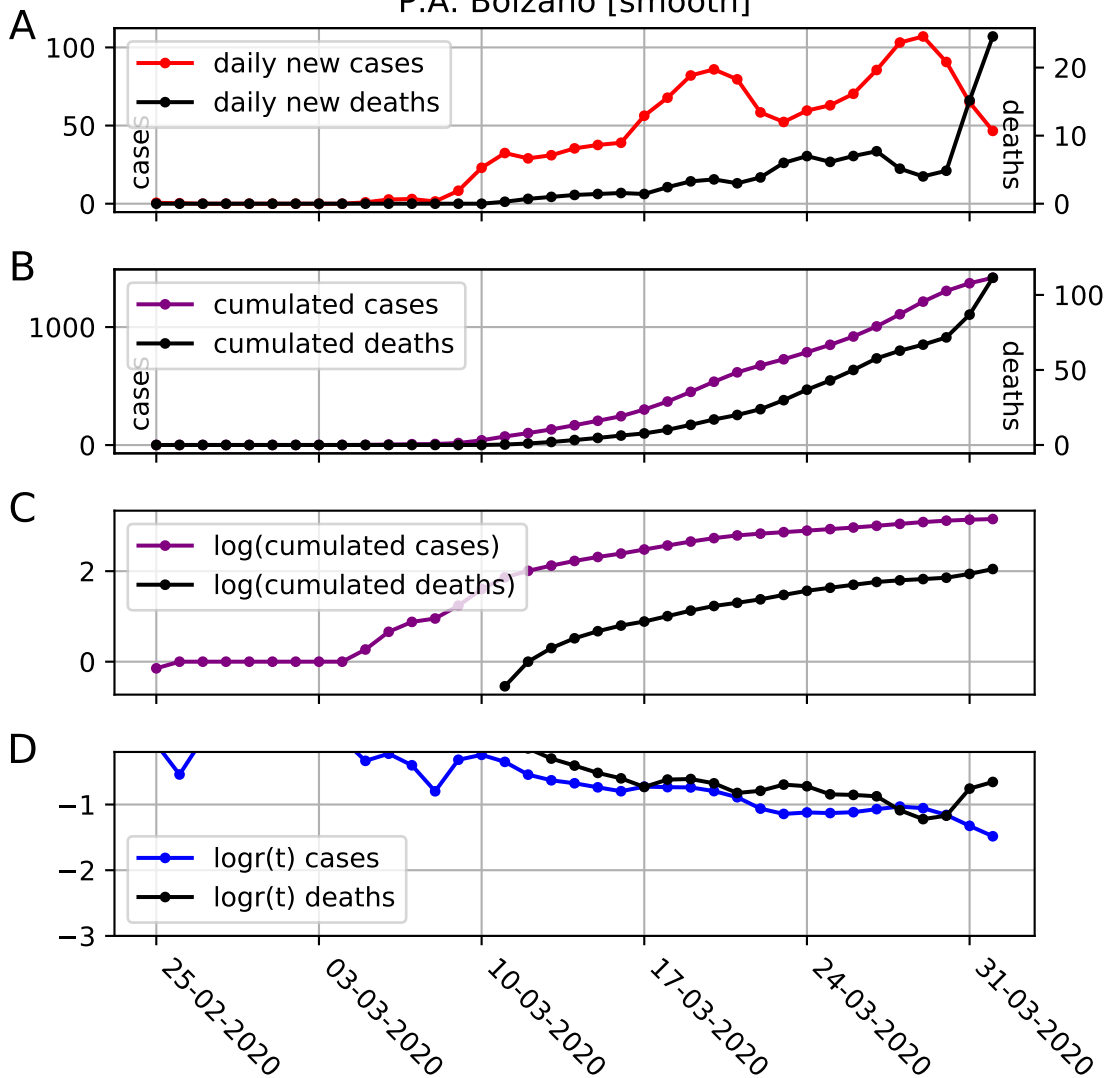 P.A. Bolzano [smooth]
A
100
50
0
cases
daily new cases
daily new deaths
20
10
0
deaths
B
1000
0
cases
cumulated cases
cumulated deaths
100
50
0
deaths
C
2
0
log(cumulated cases)
log(cumulated deaths)
D
−1
−2
−3
logr(t) cases
logr(t) deaths
25-02-2020
03-03-2020
10-03-2020
17-03-2020
24-03-2020
31-03-2020